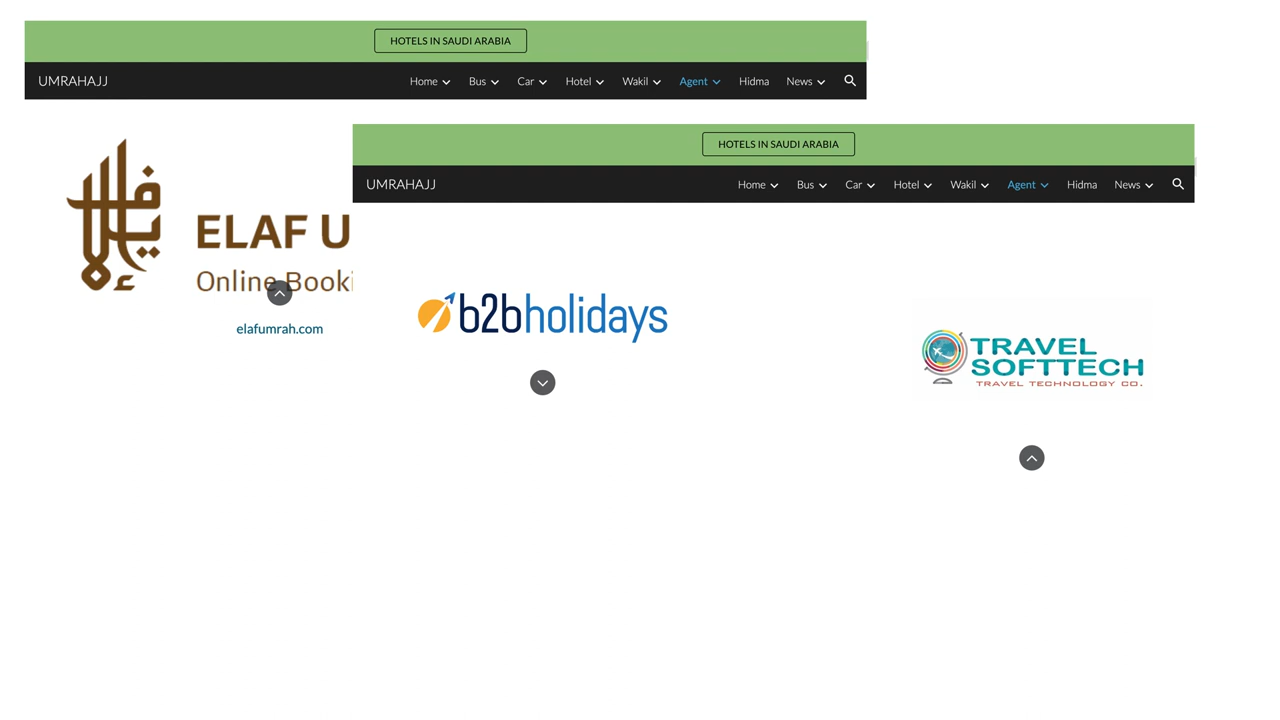 HOTELS IN SAUDI ARABIA
UMRAHAJJ Home Bus Car Hotel Wakil Agent Hidma News
HOTELS IN SAUDI ARABIA
UMRAHAJJ Home Bus Car Hotel Wakil Agent Hidma News
إيلاف
ELAF U
Online Booki
elafumrah.com
b2bholidays
TRAVEL
SOFTTECH
TRAVEL TECHNOLOGY CO.